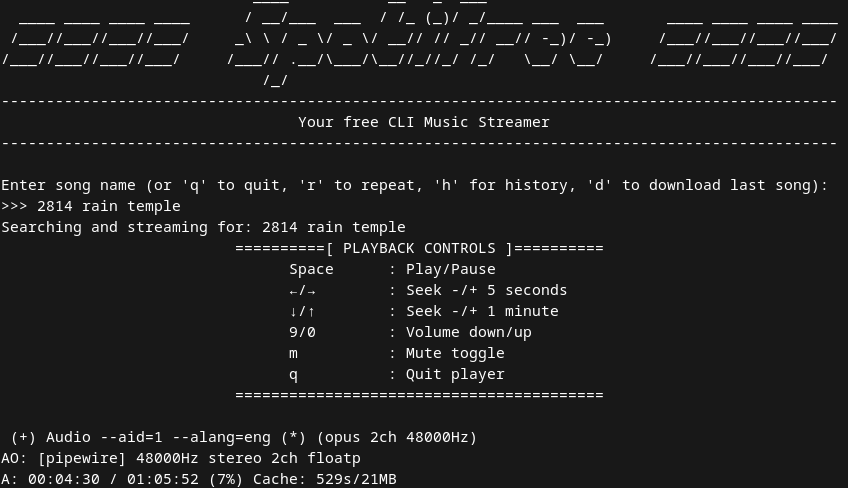 Spotifree
Your free CLI Music Streamer
Enter song name (or 'q' to quit, 'r' to repeat, 'h' for history, 'd' to download last song):
>>> 2814 rain temple
Searching and streaming for: 2814 rain temple
==========[ PLAYBACK CONTROLS ]==========
Space : Play/Pause
←/→ : Seek -/+ 5 seconds
↓/↑ : Seek -/+ 1 minute
9/0 : Volume down/up
m : Mute toggle
q : Quit player
=========================================
(+) Audio --aid=1 --alang=eng (*) (opus 2ch 48000Hz)
AO: [pipewire] 48000Hz stereo 2ch floatp
A: 00:04:30 / 01:05:52 (7%) Cache: 529s/21MB